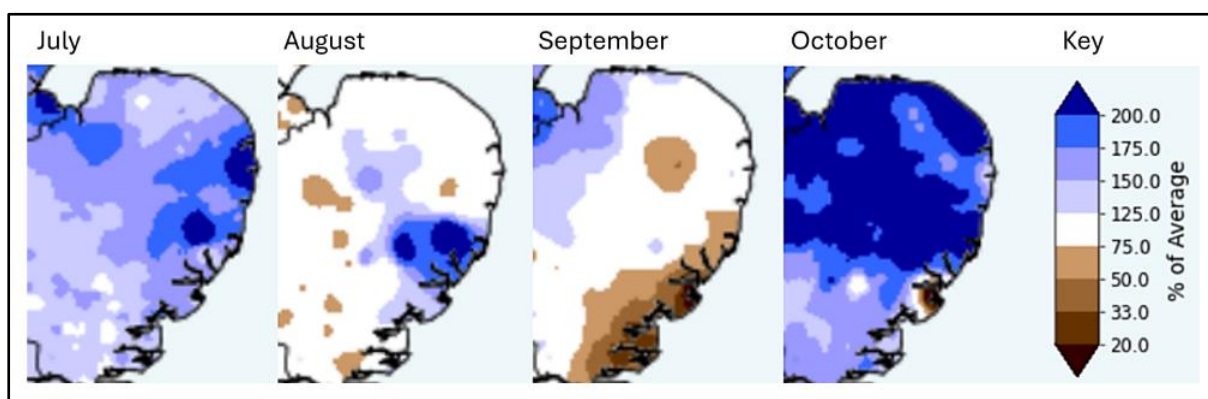 July
August
September
October
Key
200.0
175.0
150.0
125.0
75.0
50.0
33.0
20.0
% of Average